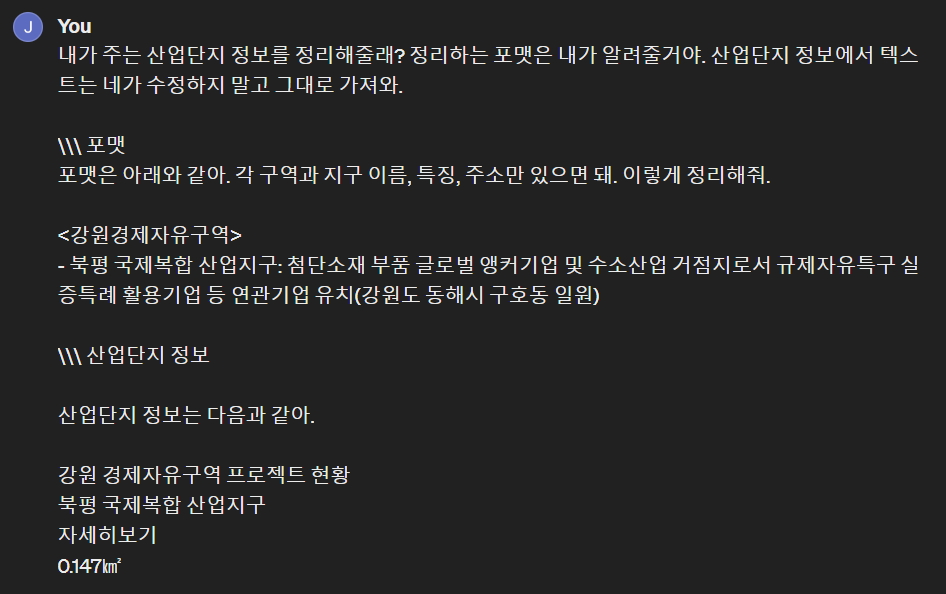 J You
내가 주는 산업단지 정보를 정리해줄래? 정리하는 포맷은 내가 알려줄거야. 산업단지 정보에서 텍스
트는 네가 수정하지 말고 그대로 가져와.
\\\ 포맷
포맷은 아래와 같아. 각 구역과 지구 이름, 특징, 주소만 있으면 돼. 이렇게 정리해줘.
<강원경제자유구역>
- 북평 국제복합 산업지구: 첨단소재 부품 글로벌 앵커기업 및 수소산업 거점지로서 규제자유특구 실
증특례 활용기업 등 연관기업 유치(강원도 동해시 구호동 일원)
\\\ 산업단지 정보
산업단지 정보는 다음과 같아.
강원 경제자유구역 프로젝트 현황
북평 국제복합 산업지구
자세히보기
0.147㎢